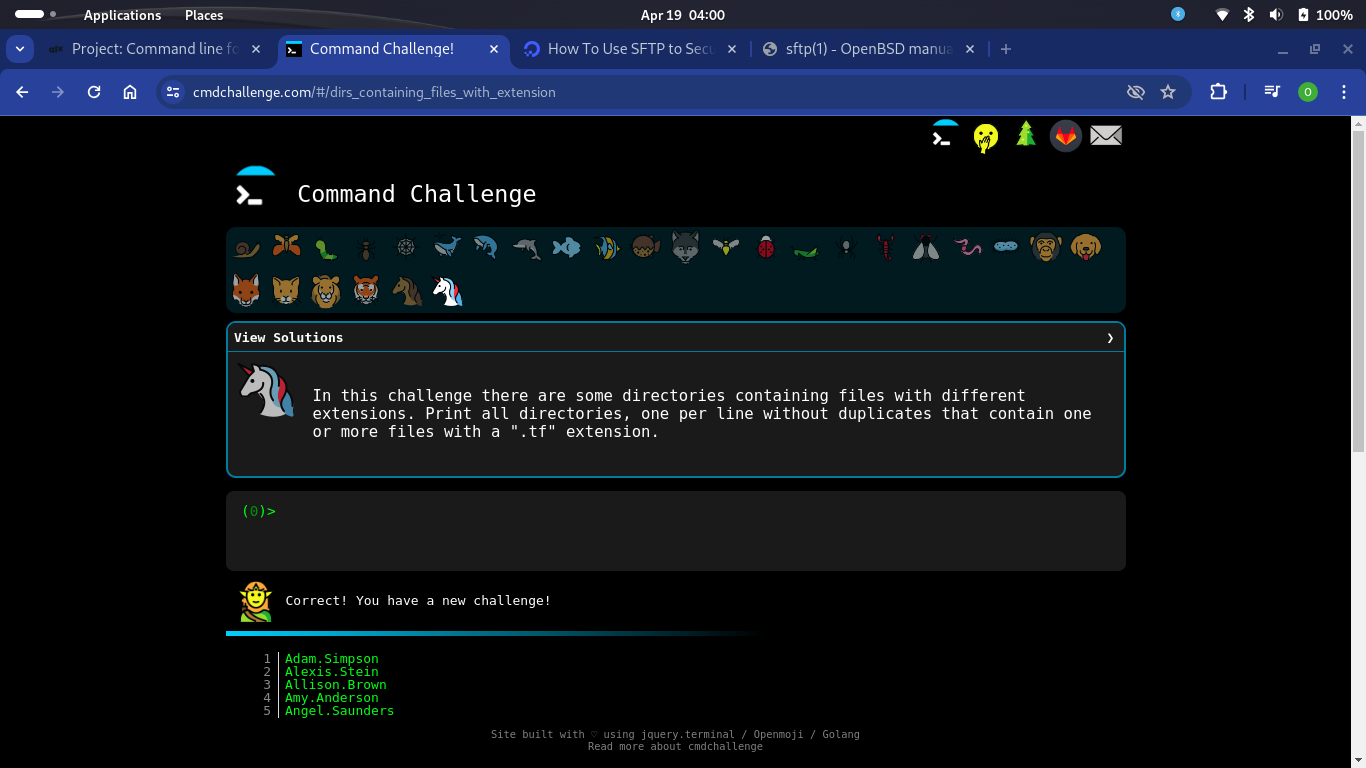 Applications Places Apr 19 04:00 100%
Project: Command line fo Command Challenge! How To Use SFTP to Secu sftp(1) - OpenBSD manua
cmdchallenge.com/#/dirs_containing_files_with_extension O
Command Challenge
View Solutions
In this challenge there are some directories containing files with different
extensions. Print all directories, one per line without duplicates that contain one
or more files with a ".tf" extension.
(0)>
Correct! You have a new challenge!
1 Adam.Simpson
2 Alexis.Stein
3 Allison.Brown
4 Amy.Anderson
5 Angel.Saunders
Site built with ♡ using jquery.terminal / Openmoji / Golang
Read more about cmdchallenge